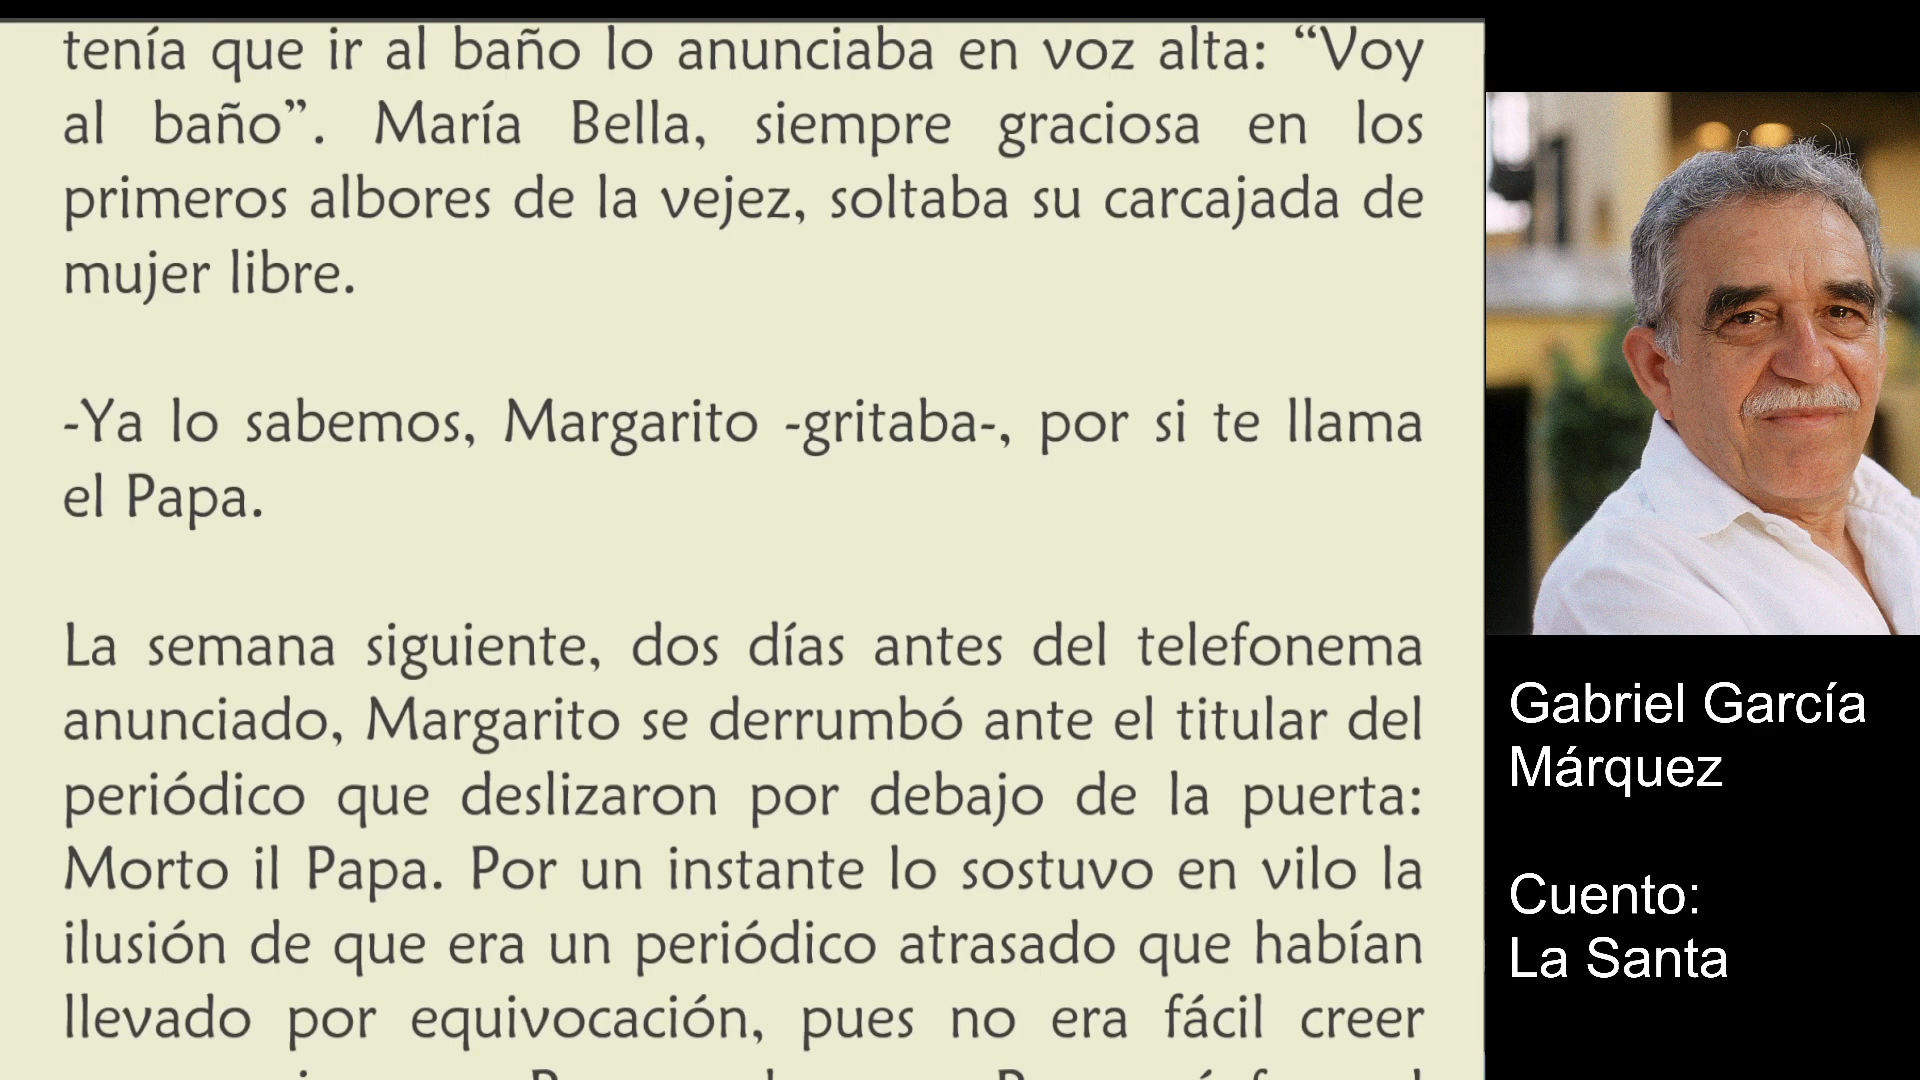 tenía que ir al baño lo anunciaba en voz alta: “Voy
al baño”. María Bella, siempre graciosa en los
primeros albores de la vejez, soltaba su carcajada de
mujer libre.
-Ya lo sabemos, Margarito -gritaba-, por si te llama
el Papa.
La semana siguiente, dos días antes del telefonema
anunciado, Margarito se derrumbó ante el titular del
periódico que deslizaron por debajo de la puerta:
Morto il Papa. Por un instante lo sostuvo en vilo la
ilusión de que era un periódico atrasado que habían
llevado por equivocación, pues no era fácil creer
Gabriel García
Márquez
Cuento:
La Santa